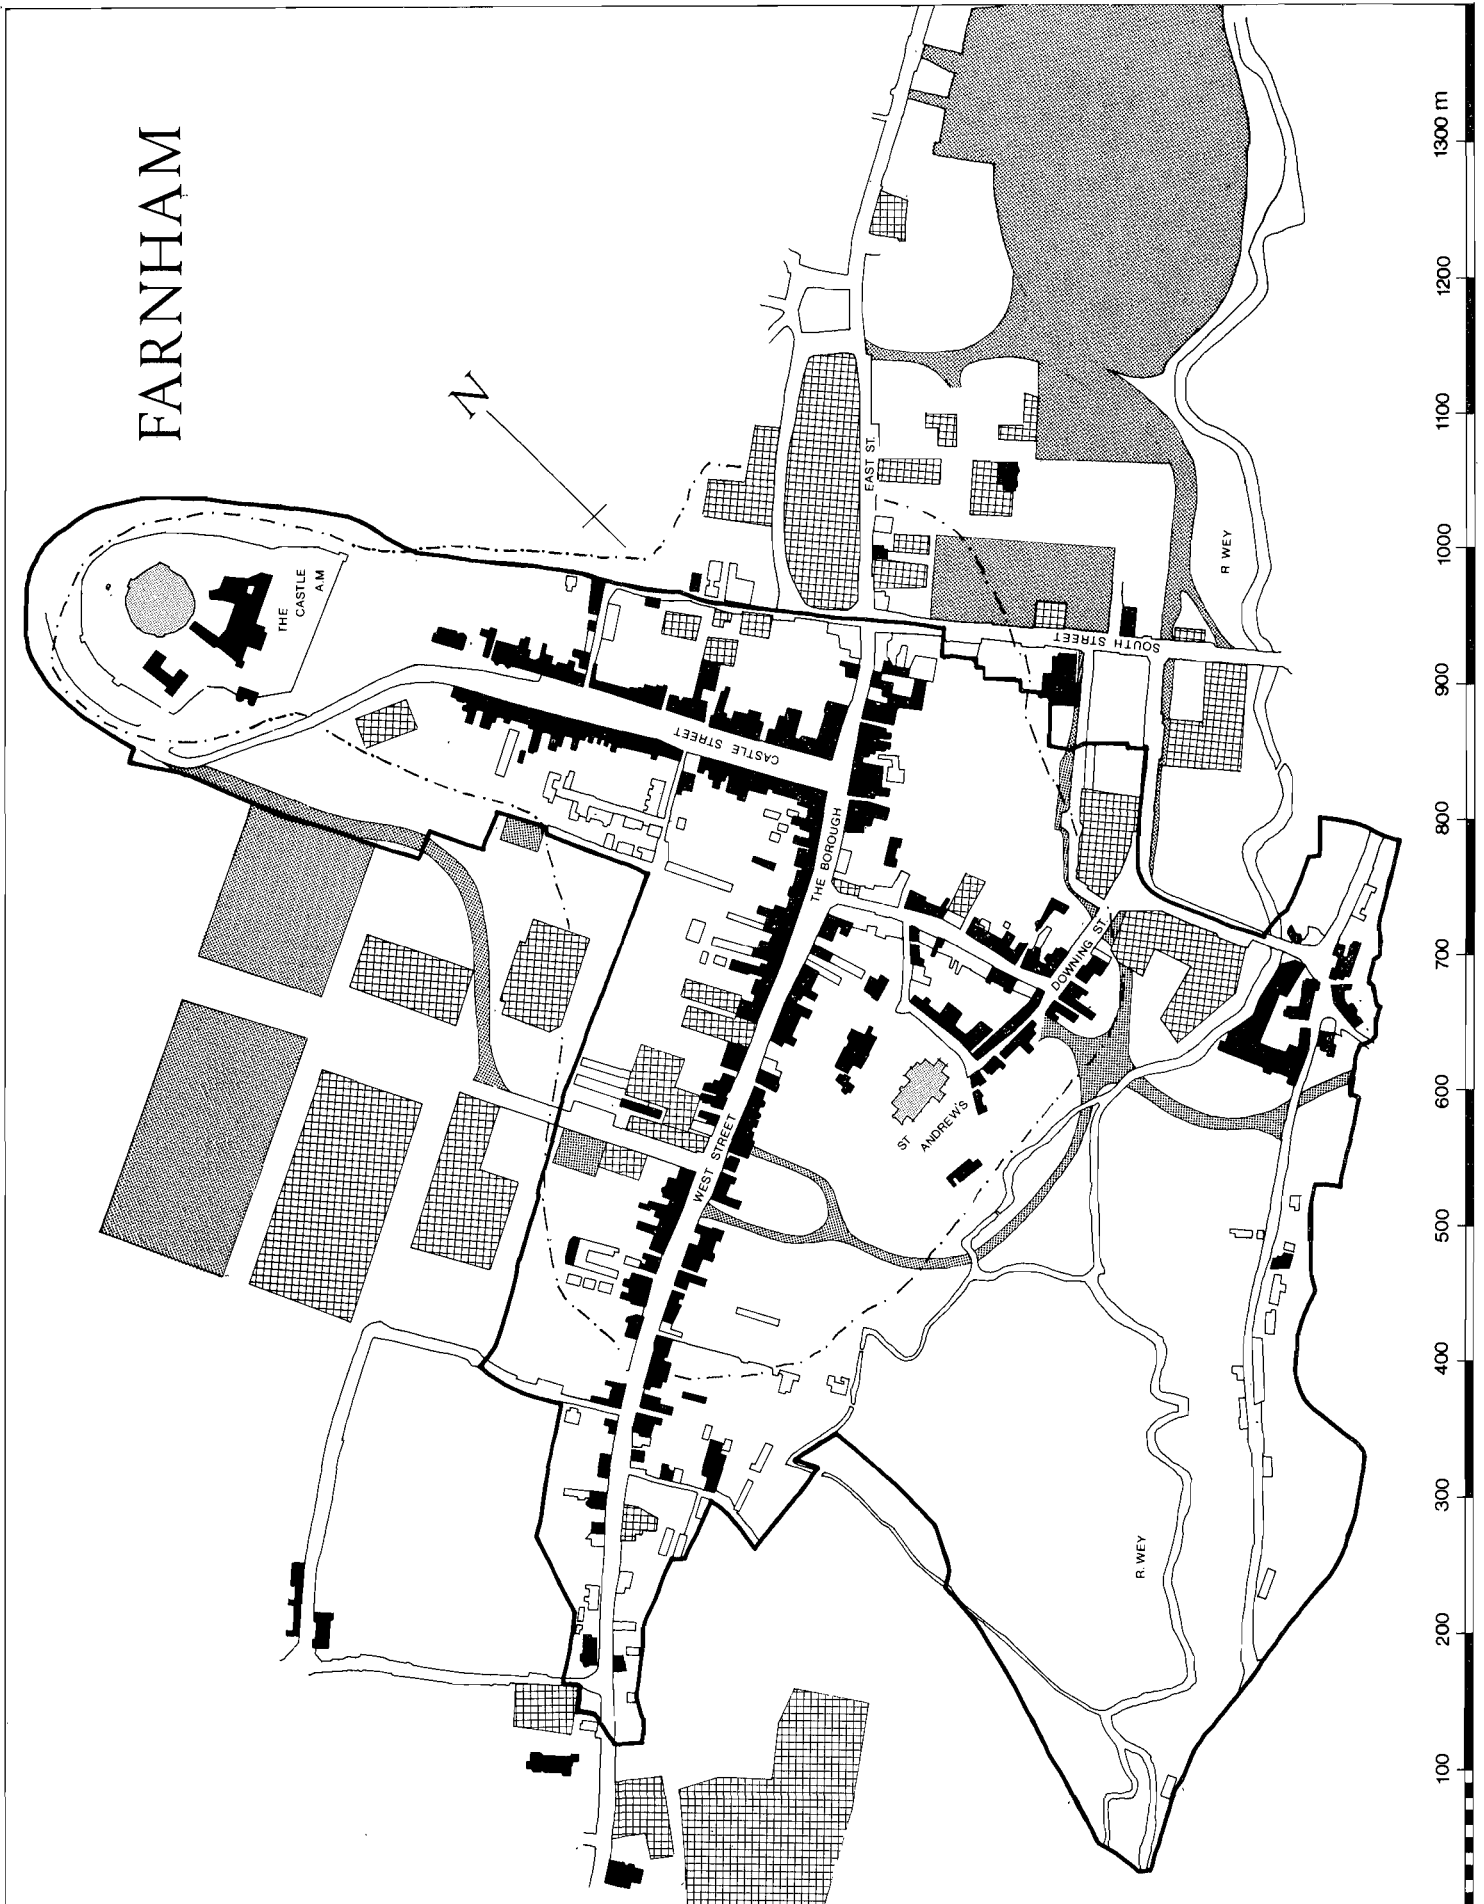 FARNHAM
N
THE
CASTLE
A.M
EAST ST.
R WEY
SOUTH STREET
CASTLE STREET
THE BOROUGH
DOWNING ST.
ST ANDREW'S
WEST STREET
R. WEY
100
200
300
400
500
600
700
800
900
1000
1100
1200
1300 m